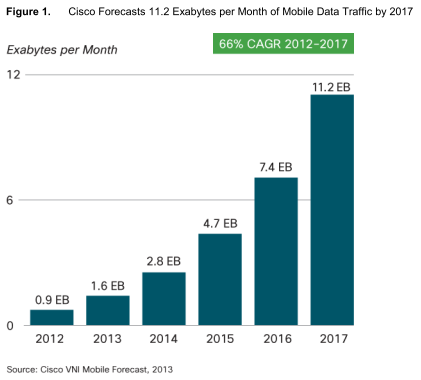 Figure 1. Cisco Forecasts 11.2 Exabytes per Month of Mobile Data Traffic by 2017
Exabytes per Month
66% CAGR 2012-2017
12
6
0
0.9 EB
1.6 EB
2.8 EB
4.7 EB
7.4 EB
11.2 EB
2012 2013 2014 2015 2016 2017
Source: Cisco VNI Mobile Forecast, 2013